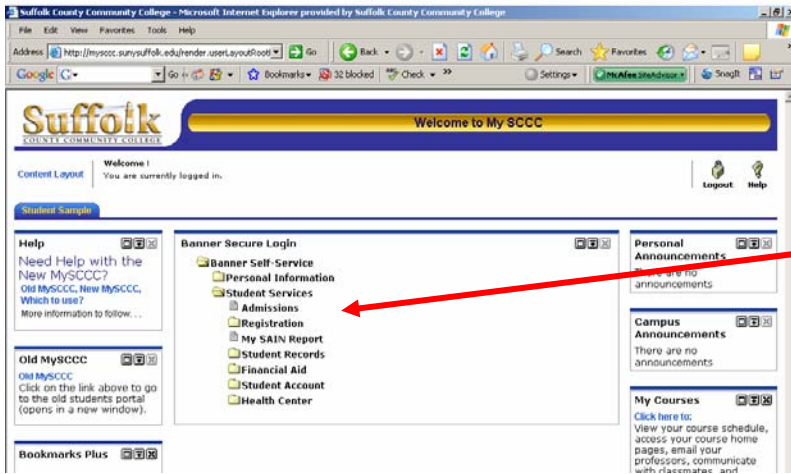 Suffolk County Community College - Microsoft Internet Explorer provided by Suffolk County Community College
File Edit View Favorites Tools Help
Address http://mysccc.sunysuffolk.edu/render.userLayoutRootN Go Back Search Favorites
Google G Go Bookmarks 32 blocked Check >> Settings McAfee SiteAdvisor SnagIt
Suffolk
COUNTY COMMUNITY COLLEGE
Welcome to My SCCC
Content Layout
Welcome !
You are currently logged in.
Logout Help
Student Sample
Help
Need Help with the
New MySCCC?
Old MySCCC, New MySCCC,
Which to use?
More information to follow. . .
Old MySCCC
Old MySCCC
Click on the link above to go
to the old students portal
(opens in a new window).
Bookmarks Plus
Banner Secure Login
Banner Self-Service
Personal Information
Student Services
Admissions
Registration
My SAIN Report
Student Records
Financial Aid
Student Account
Health Center
Personal
Announcements
There are no
announcements
Campus
Announcements
There are no
announcements
My Courses
Click here to:
View your course schedule,
access your course home
pages, email your
professors, communicate
with classmates, and